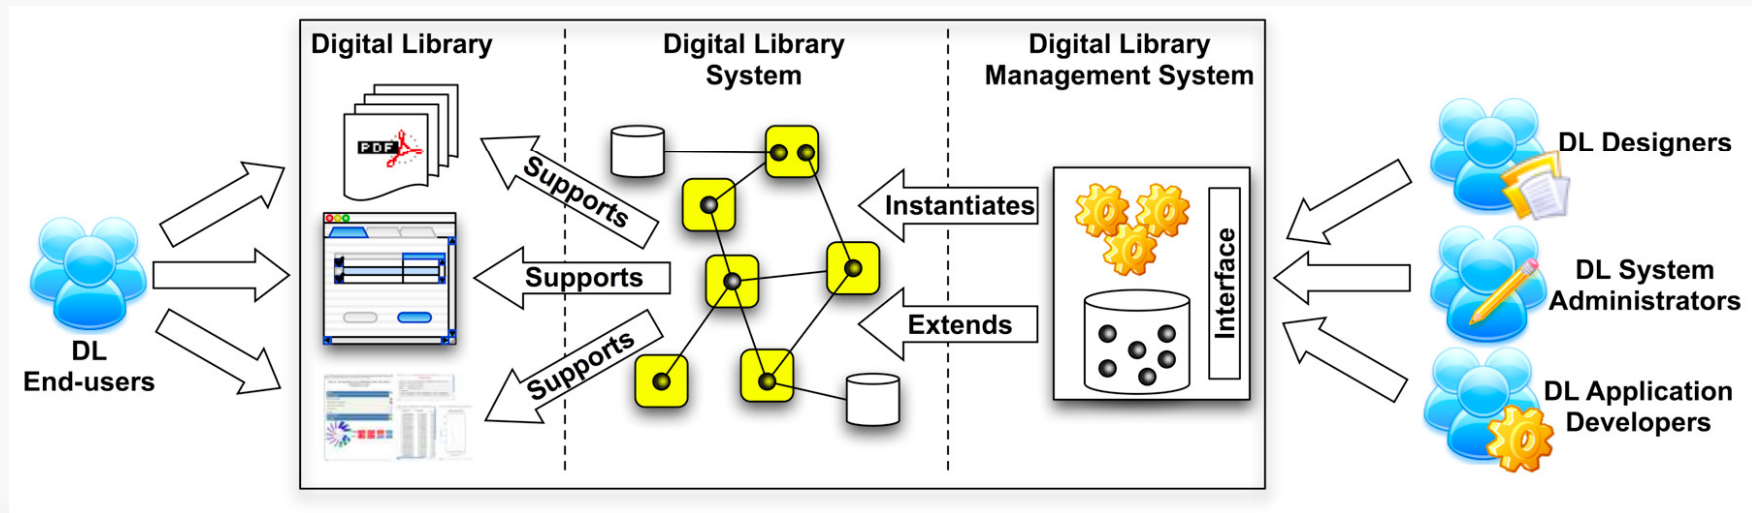 Digital Library
Digital Library
System
Digital Library
Management System
PDF
Supports
Supports
Supports
Instantiates
Extends
Interface
DL
End-users
DL Designers
DL System
Administrators
DL Application
Developers